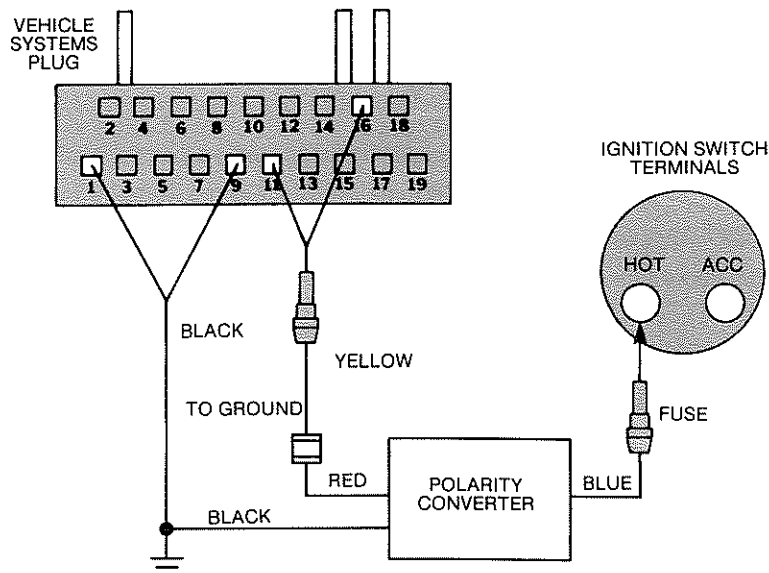 VEHICLE
SYSTEMS
PLUG
2 4 6 8 10 12 14 16 18
1 3 5 7 9 11 13 15 17 19
IGNITION SWITCH
TERMINALS
HOT ACC
BLACK
YELLOW
TO GROUND
FUSE
RED
POLARITY
CONVERTER
BLUE
BLACK